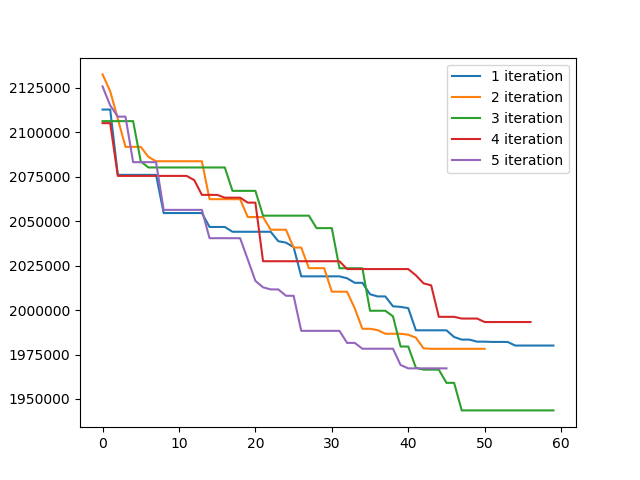 1 iteration
2 iteration
3 iteration
4 iteration
5 iteration
2125000
2100000
2075000
2050000
2025000
2000000
1975000
1950000
0 10 20 30 40 50 60